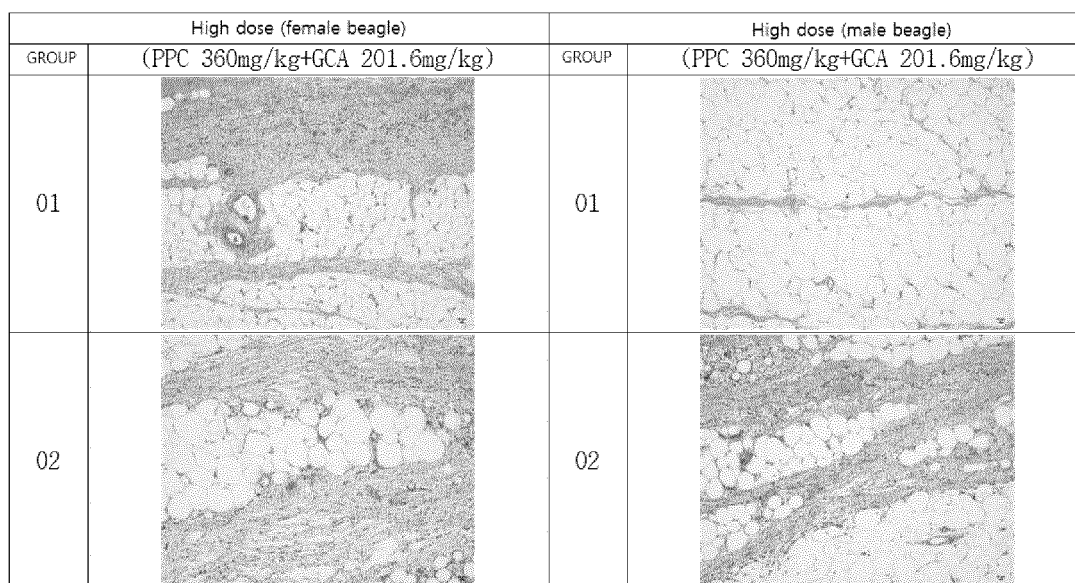 High dose (female beagle) High dose (male beagle)
GROUP (PPC 360mg/kg+GCA 201.6mg/kg) GROUP (PPC 360mg/kg+GCA 201.6mg/kg)
01 01
02 02